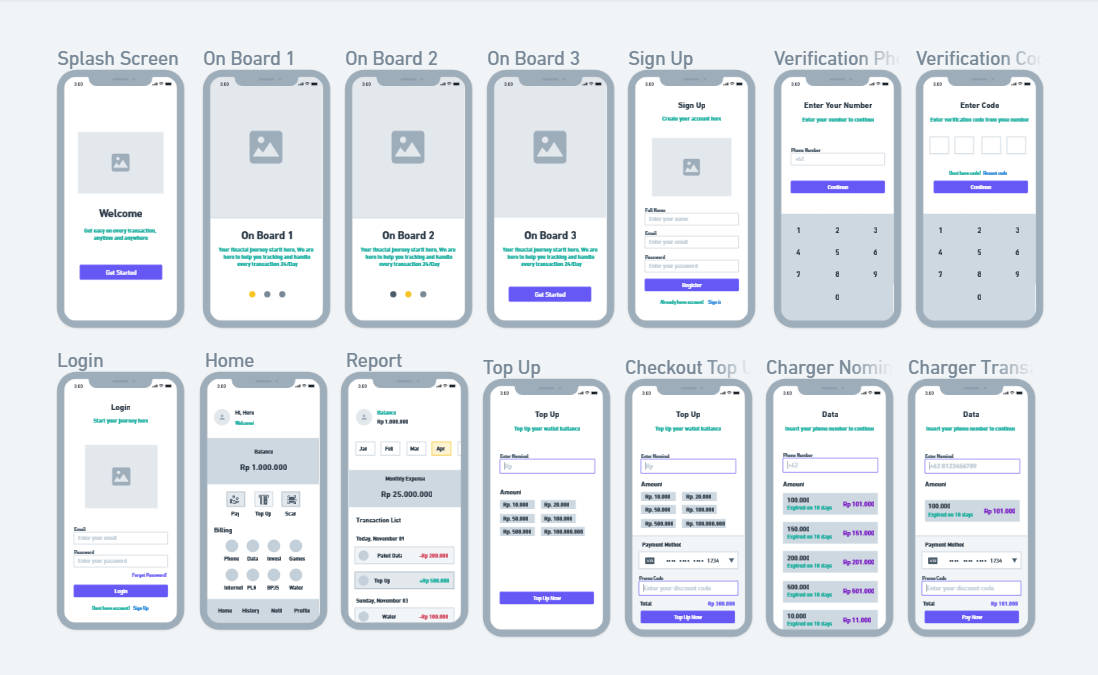 Splash Screen
3:03
Welcome
Get easy on every transaction,
anytime and anywhere
Get Started
On Board 1
3:03
On Board 1
Your finacial journey start here, We are
here to help you tracking and handle
every transaction 24/Day
On Board 2
3:03
On Board 2
Your finacial journey start here, We are
here to help you tracking and handle
every transaction 24/Day
On Board 3
3:03
On Board 3
Your finacial journey start here, We are
here to help you tracking and handle
every transaction 24/Day
Get Started
Sign Up
3:03
Sign Up
Create your account here
Full Name
Enter your name
Email
Enter your email
Password
Enter your password
Register
Already have account? Sign in
Verification Ph
3:03
Enter Your Number
Enter your number to continue
Phone Number
+62
Continue
1 2 3
4 5 6
7 8 9
0
Verification Co
3:03
Enter Code
Enter verification code from your number
Dont have code? Resent code
Continue
1 2 3
4 5 6
7 8 9
0
Login
3:03
Login
Start your journey here
Email
Enter your email
Password
Enter your password
Forgot Password?
Login
Dont have account? Sign Up
Home
3:03
Hi, Heru
Welcome!
Balance
Rp 1.000.000
Pay Top Up Scan
Billing
Phone Data Invest Games
Internet PLN BPJS Water
Home History Notif Profile
Report
3:03
Balance
Rp 1.000.000
Jan Feb Mar Apr
Monthly Expense
Rp 25.000.000
Transaction List
Today, November 04
Paket Data -Rp 200.000
Top Up +Rp 500.000
Sunday, November 03
Water -Rp 100.000
Top Up
3:03
Top Up
Top Up your wallet ballance
Enter Nominal
Rp
Amount
Rp. 10.000 Rp. 20.000
Rp. 50.000 Rp. 100.000
Rp. 500.000 Rp. 100.000.000
Top Up Now
Checkout Top U
3:03
Top Up
Top Up your wallet ballance
Enter Nominal
Rp
Amount
Rp. 10.000 Rp. 20.000
Rp. 50.000 Rp. 100.000
Rp. 500.000 Rp. 100.000.000
Payment Method
•••• •••• •••• 1234
Promo Code
Enter your discount code
Total Rp 300.000
Top Up Now
Charger Nomin
3:03
Data
Insert your phone number to continue
Phone Number
+62
Amount
100.000 Rp 101.000
Expired on 10 days
150.000 Rp 151.000
Expired on 10 days
200.000 Rp 201.000
Expired on 10 days
500.000 Rp 501.000
Expired on 10 days
10.000 Rp 11.000
Expired on 10 days
Charger Trans
3:03
Data
Insert your phone number to continue
Enter Nominal
+62 8123456789
Amount
100.000 Rp 101.000
Expired on 10 days
Payment Method
•••• •••• •••• 1234
Promo Code
Enter your discount code
Total Rp 101.000
Pay Now